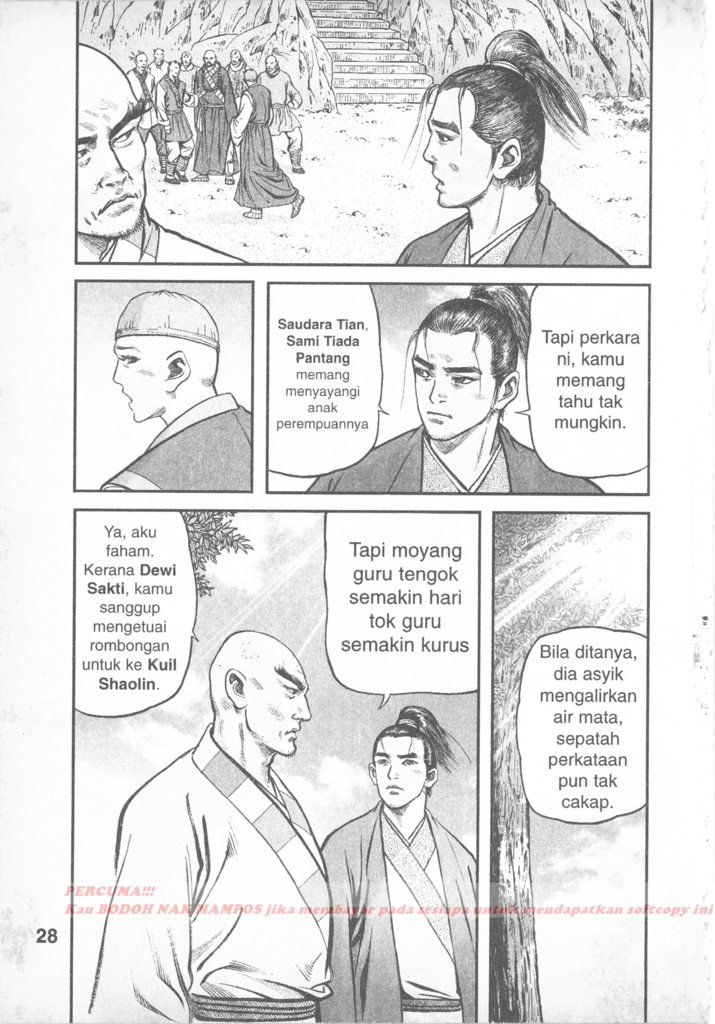 Saudara Tian,
Sami Tiada
Pantang
memang
menyayangi
anak
perempuannya
Tapi perkara
ni, kamu
memang
tahu tak
mungkin.
Ya, aku
faham.
Kerana Dewi
Sakti, kamu
sanggup
mengetuai
rombongan
untuk ke Kuil
Shaolin.
Tapi moyang
guru tengok
semakin hari
tok guru
semakin kurus
Bila ditanya,
dia asyik
mengalirkan
air mata,
sepatah
perkataan
pun tak
cakap.
PERCUMA!!!
Kau BODOH NAK MAMPOS jika membayar pada sesiapa untuk mendapatkan softcopy ini
28